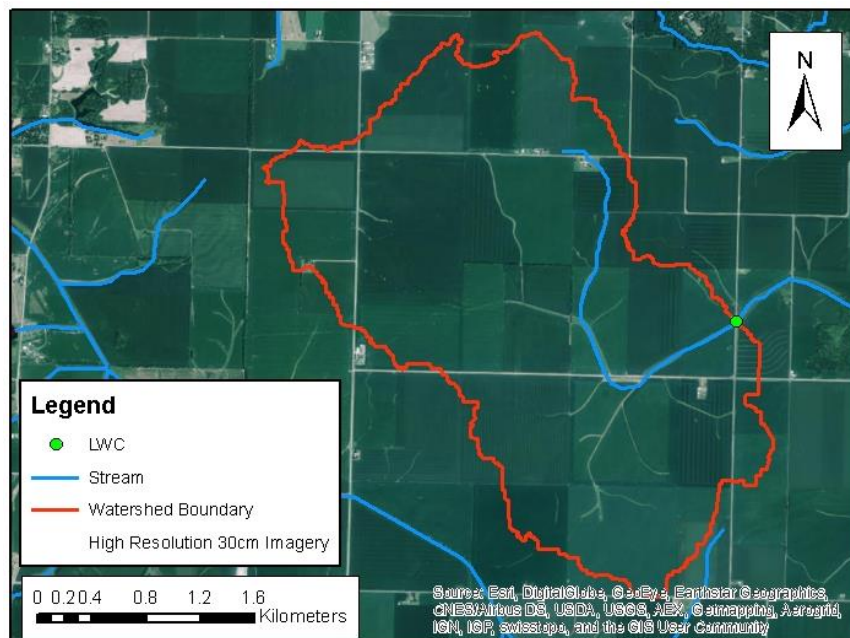 N
Legend
LWC
Stream
Watershed Boundary
High Resolution 30cm Imagery
0 0.20.4 0.8 1.2 1.6
Kilometers
Source: Esri, DigitalGlobe, GeoEye, Earthstar Geographics,
CNES/Airbus DS, USDA, USGS, AEX, Getmapping, Aerogrid,
IGN, IGP, swisstopo, and the GIS User Community